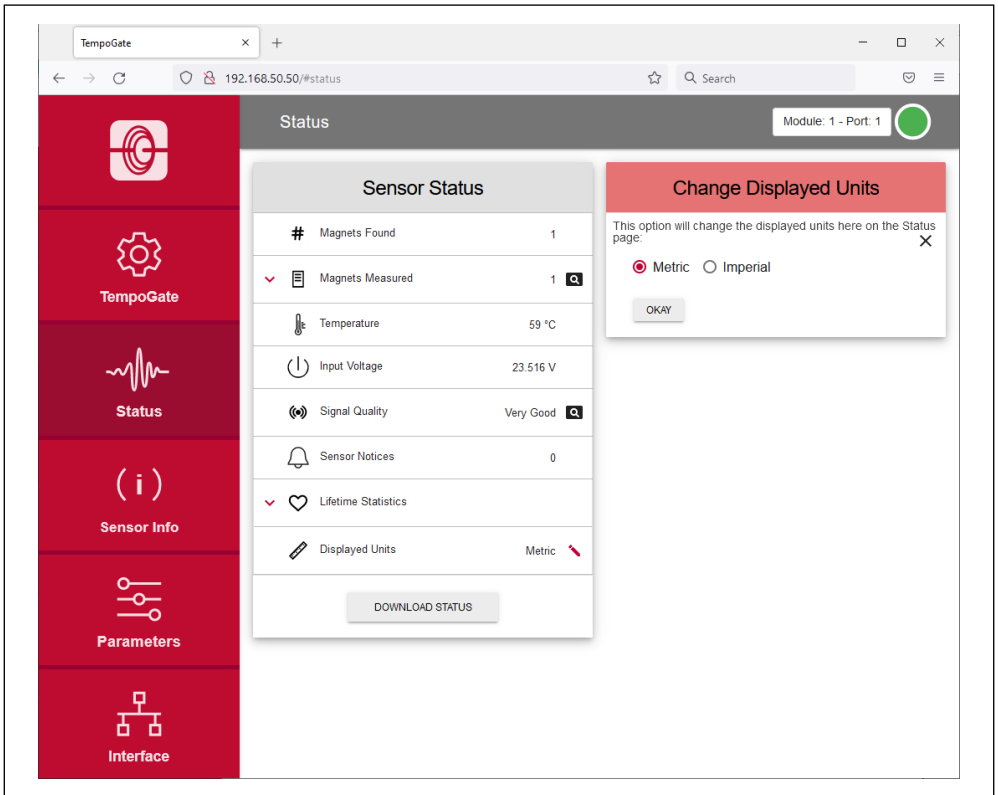 TempoGate
192.168.50.50/#status
Search
Status
Module: 1 - Port: 1
TempoGate
Status
Sensor Info
Parameters
Interface
Sensor Status
# Magnets Found 1
Magnets Measured 1
Temperature 59 °C
Input Voltage 23.516 V
Signal Quality Very Good
Sensor Notices 0
Lifetime Statistics
Displayed Units Metric
DOWNLOAD STATUS
Change Displayed Units
This option will change the displayed units here on the Status
page:
Metric Imperial
OKAY